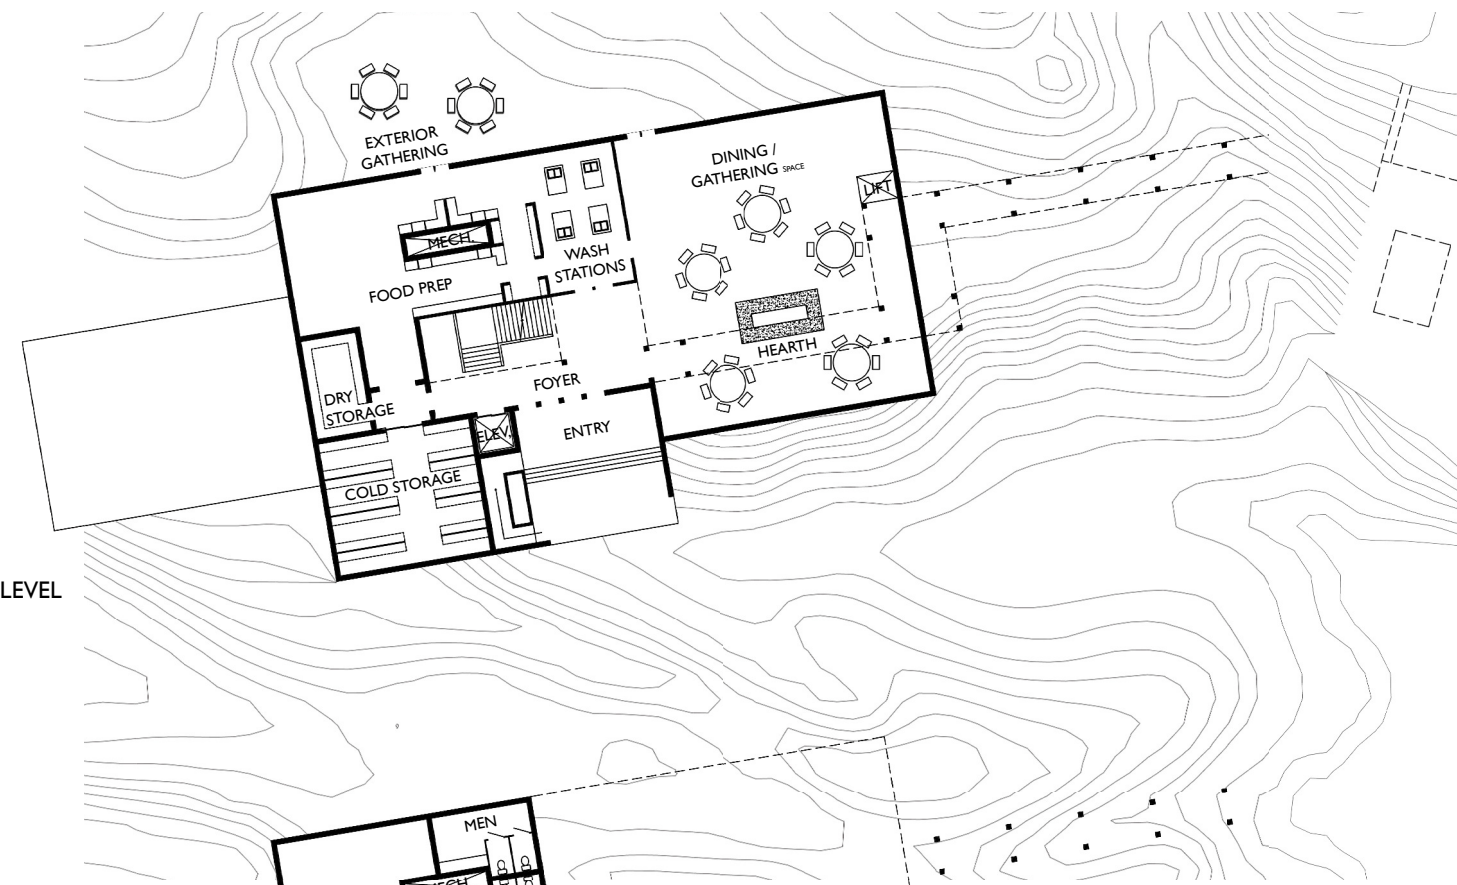 EXTERIOR
GATHERING
DINING /
GATHERING SPACE
LIFT
MECH.
WASH
STATIONS
FOOD PREP
HEARTH
FOYER
DRY
STORAGE
ELEV.
ENTRY
COLD STORAGE
LEVEL
MEN
MECH.